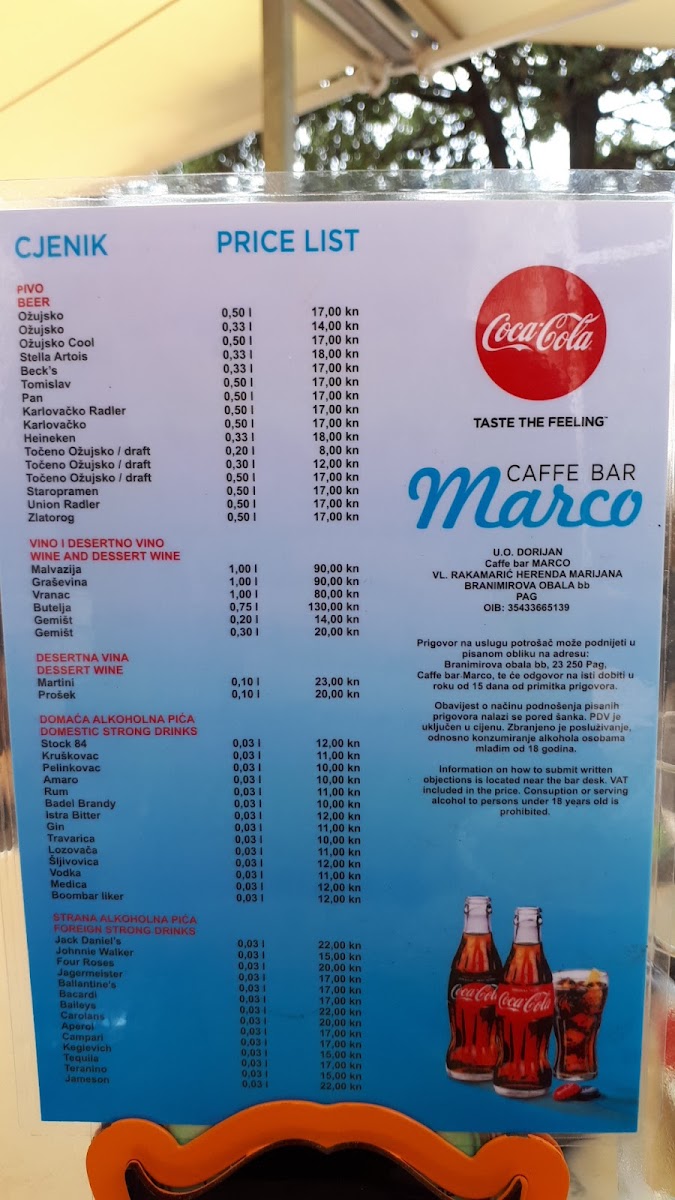 CJENIK PRICE LIST
PIVO
BEER
Ožujsko 0,50 l 17,00 kn
Ožujsko 0,33 l 14,00 kn
Ožujsko Cool 0,50 l 17,00 kn
Stella Artois 0,33 l 18,00 kn
Beck's 0,33 l 17,00 kn
Tomislav 0,50 l 17,00 kn
Pan 0,50 l 17,00 kn
Karlovačko Radler 0,50 l 17,00 kn
Karlovačko 0,50 l 17,00 kn
Heineken 0,33 l 18,00 kn
Točeno Ožujsko / draft 0,20 l 8,00 kn
Točeno Ožujsko / draft 0,30 l 12,00 kn
Točeno Ožujsko / draft 0,50 l 17,00 kn
Staropramen 0,50 l 17,00 kn
Union Radler 0,50 l 17,00 kn
Zlatorog 0,50 l 17,00 kn
VINO I DESERTNO VINO
WINE AND DESSERT WINE
Malvazija 1,00 l 90,00 kn
Graševina 1,00 l 90,00 kn
Vranac 1,00 l 80,00 kn
Butelja 0,75 l 130,00 kn
Gemišt 0,20 l 14,00 kn
Gemišt 0,30 l 20,00 kn
DESERTNA VINA
DESSERT WINE
Martini 0,10 l 23,00 kn
Prošek 0,10 l 20,00 kn
DOMAĆA ALKOHOLNA PIĆA
DOMESTIC STRONG DRINKS
Stock 84 0,03 l 12,00 kn
Kruškovac 0,03 l 11,00 kn
Pelinkovac 0,03 l 10,00 kn
Amaro 0,03 l 10,00 kn
Rum 0,03 l 11,00 kn
Badel Brandy 0,03 l 10,00 kn
Istra Bitter 0,03 l 12,00 kn
Gin 0,03 l 11,00 kn
Travarica 0,03 l 10,00 kn
Lozovača 0,03 l 11,00 kn
Šljivovica 0,03 l 12,00 kn
Vodka 0,03 l 11,00 kn
Medica 0,03 l 12,00 kn
Boombar liker 0,03 l 12,00 kn
STRANA ALKOHOLNA PIĆA
FOREIGN STRONG DRINKS
Jack Daniel's 0,03 l 22,00 kn
Johnnie Walker 0,03 l 15,00 kn
Four Roses 0,03 l 20,00 kn
Jagermeister 0,03 l 17,00 kn
Ballantine's 0,03 l 17,00 kn
Bacardi 0,03 l 17,00 kn
Baileys 0,03 l 22,00 kn
Carolans 0,03 l 20,00 kn
Aperol 0,03 l 17,00 kn
Campari 0,03 l 17,00 kn
Keglevich 0,03 l 15,00 kn
Tequila 0,03 l 17,00 kn
Teranino 0,03 l 15,00 kn
Jameson 0,03 l 22,00 kn
Coca-Cola
TASTE THE FEELING™
CAFFE BAR
Marco
U.O. DORIJAN
Caffe bar MARCO
VL. RAKAMARIĆ HERENDA MARIJANA
BRANIMIROVA OBALA bb
PAG
OIB: 35433665139
Prigovor na uslugu potrošač može podnijeti u
pisanom obliku na adresu:
Branimirova obala bb, 23 250 Pag,
Caffe bar Marco, te će odgovor na isti dobiti u
roku od 15 dana od primitka prigovora.
Obavijest o načinu podnošenja pisanih
prigovora nalazi se pored šanka. PDV je
uključen u cijenu. Zbranjeno je posluživanje,
odnosno konzumiranje alkohola osobama
mlađim od 18 godina.
Information on how to submit written
objections is located near the bar desk. VAT
included in the price. Consuption or serving
alcohol to persons under 18 years old is
prohibited.
Coca-Cola
Coca-Cola